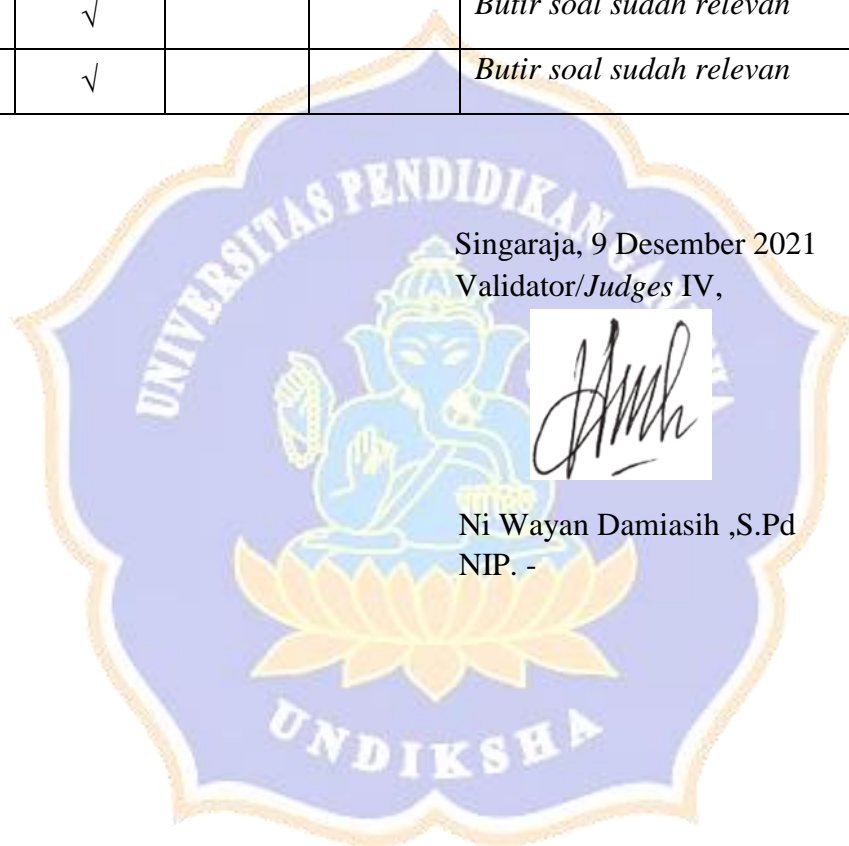 √ Butir soal sudah relevan
√ Butir soal sudah relevan
UNIVERSITAS PENDIDIKAN GANESHA
Singaraja, 9 Desember 2021
Validator/Judges IV,
Ni Wayan Damiasih ,S.Pd
NIP. -
UNDIKSHA